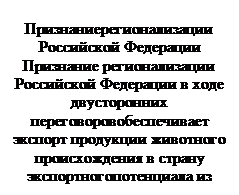 Признаниерегионализации
Российской Федерации
Признание регионализации
Российской Федерации в ходе
двусторонних
переговоровобеспечивает
экспорт продукции животного
происхождения в страну
экспортногопотенциала из